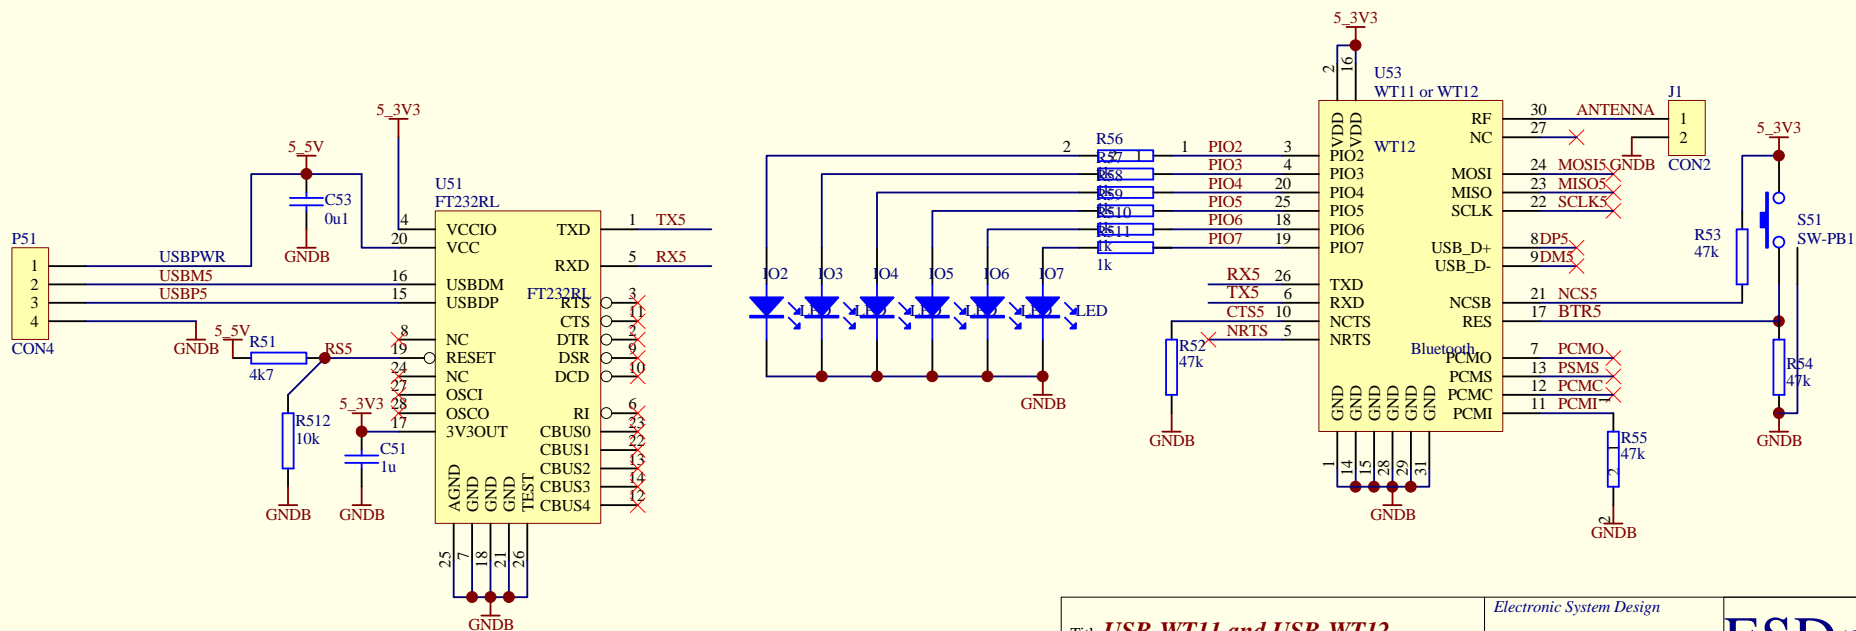 5_3V3
2
16
U53
WT11 or WT12
J1
5_3V3
5_3V3
5_5V
U51
FT232RL
C53
0u1
GNDB
P51
1
2
3
4
CON4
USBPWR
USBM5
USBP5
GNDB
5_5V
R51
4k7
RS5
R512
10k
GNDB
5_3V3
C51
1u
GNDB
4
20
16
15
8
19
24
27
28
17
VCCIO
VCC
USBDM
USBDP
NC
RESET
NC
OSCI
OSCO
3V3OUT
FT232RL
TXD
RXD
RTS
CTS
DTR
DSR
DCD
RI
CBUS0
CBUS1
CBUS2
CBUS3
CBUS4
1
5
3
11
2
9
10
6
23
22
13
14
12
TX5
RX5
AGND
GND
GND
GND
TEST
25
7
18
21
26
GNDB
2
R56
R57
R58
R59
R510
R511
1k
1k
1
PIO2
PIO3
PIO4
PIO5
PIO6
PIO7
3
4
20
25
18
19
IO2
IO3
IO4
IO5
IO6
IO7
LED
GNDB
RX5
TX5
CTS5
NRTS
26
6
10
5
R52
47k
GNDB
VDD
VDD
WT12
PIO2
PIO3
PIO4
PIO5
PIO6
PIO7
TXD
RXD
NCTS
NRTS
Bluetooth
RF
NC
MOSI
MISO
SCLK
USB_D+
USB_D-
NCSB
RES
PCMO
PCMS
PCMC
PCMI
GND
GND
GND
GND
GND
GND
1
14
15
28
29
31
GNDB
30
27
24
23
22
8
9
21
17
7
13
12
11
ANTENNA
MOSI5
MISO5
SCLK5
DP5
DM5
NCS5
BTR5
PCMO
PSMS
PCMC
PCMI
1
2
CON2
GNDB
R53
47k
S51
SW-PB1
R54
47k
GNDB
1
R55
47k
1
2
2
GNDB
Title USB-WT11 and USB-WT12
Electronic System Design
ESD